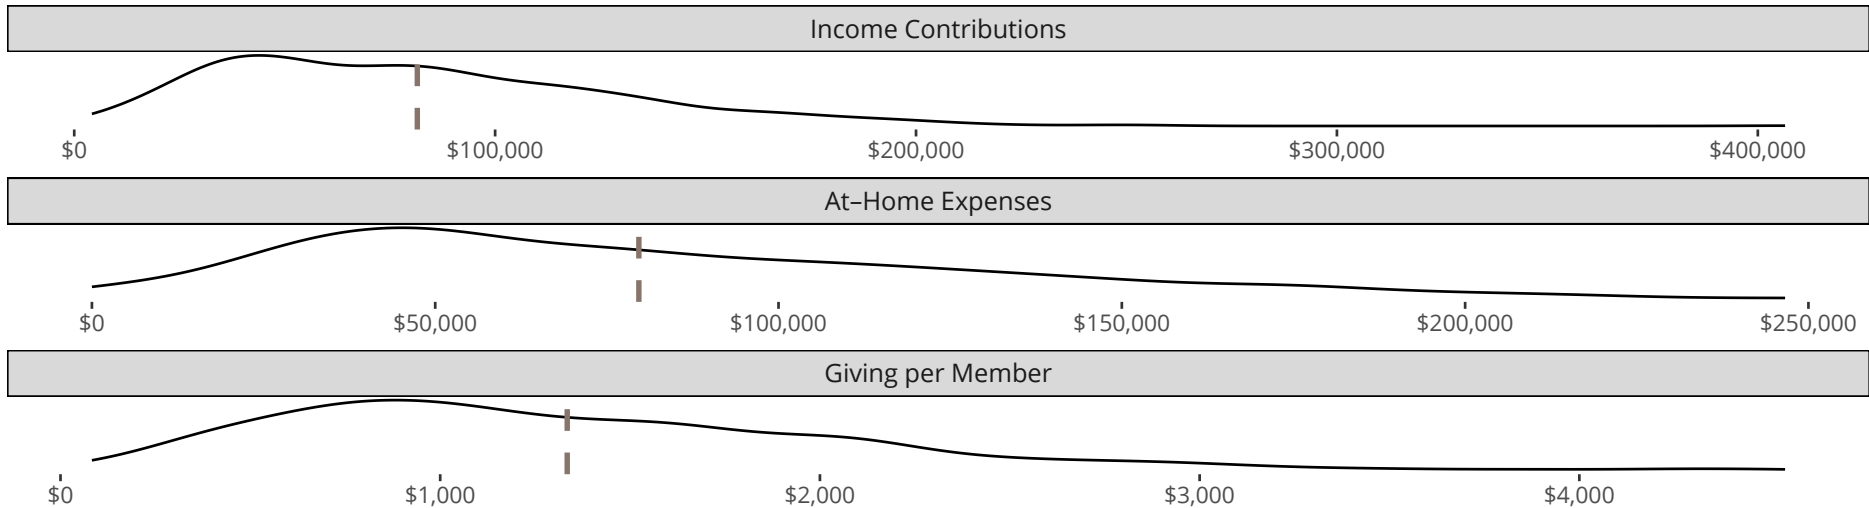 Income Contributions
$0 $100,000 $200,000 $300,000 $400,000
At–Home Expenses
$0 $50,000 $100,000 $150,000 $200,000 $250,000
Giving per Member
$0 $1,000 $2,000 $3,000 $4,000